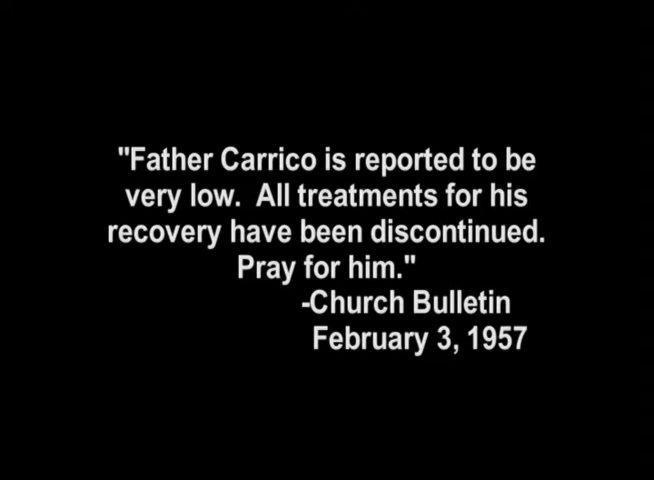 "Father Carrico is reported to be
very low.  All treatments for his
recovery have been discontinued.
Pray for him."
-Church Bulletin
February 3, 1957